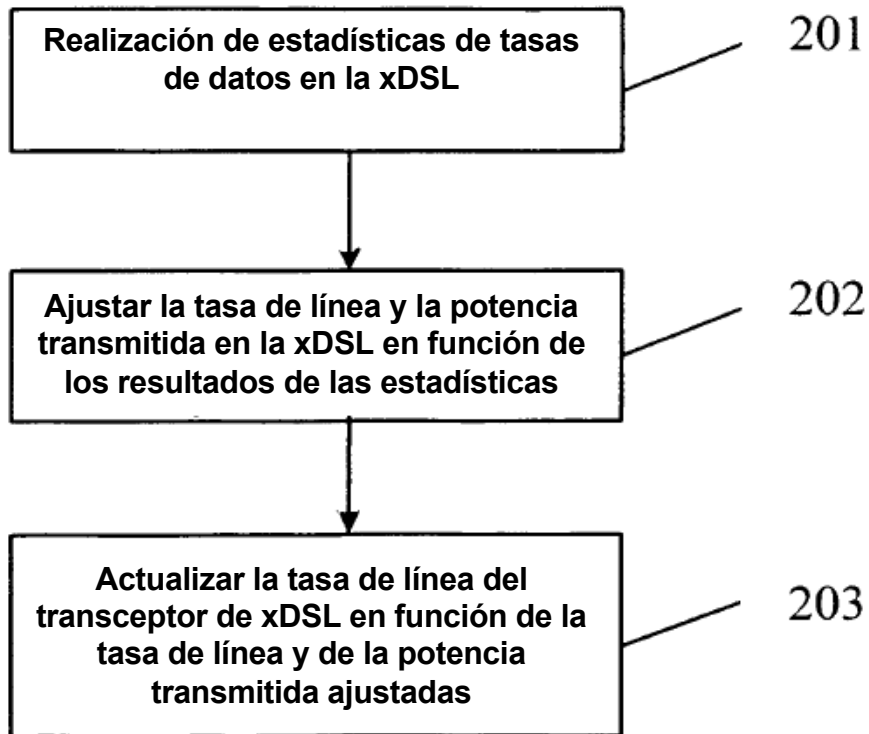 Realización de estadísticas de tasas
de datos en la xDSL
201
Ajustar la tasa de línea y la potencia
transmitida en la xDSL en función de
los resultados de las estadísticas
202
Actualizar la tasa de línea del
transceptor de xDSL en función de la
tasa de línea y de la potencia
transmitida ajustadas
203